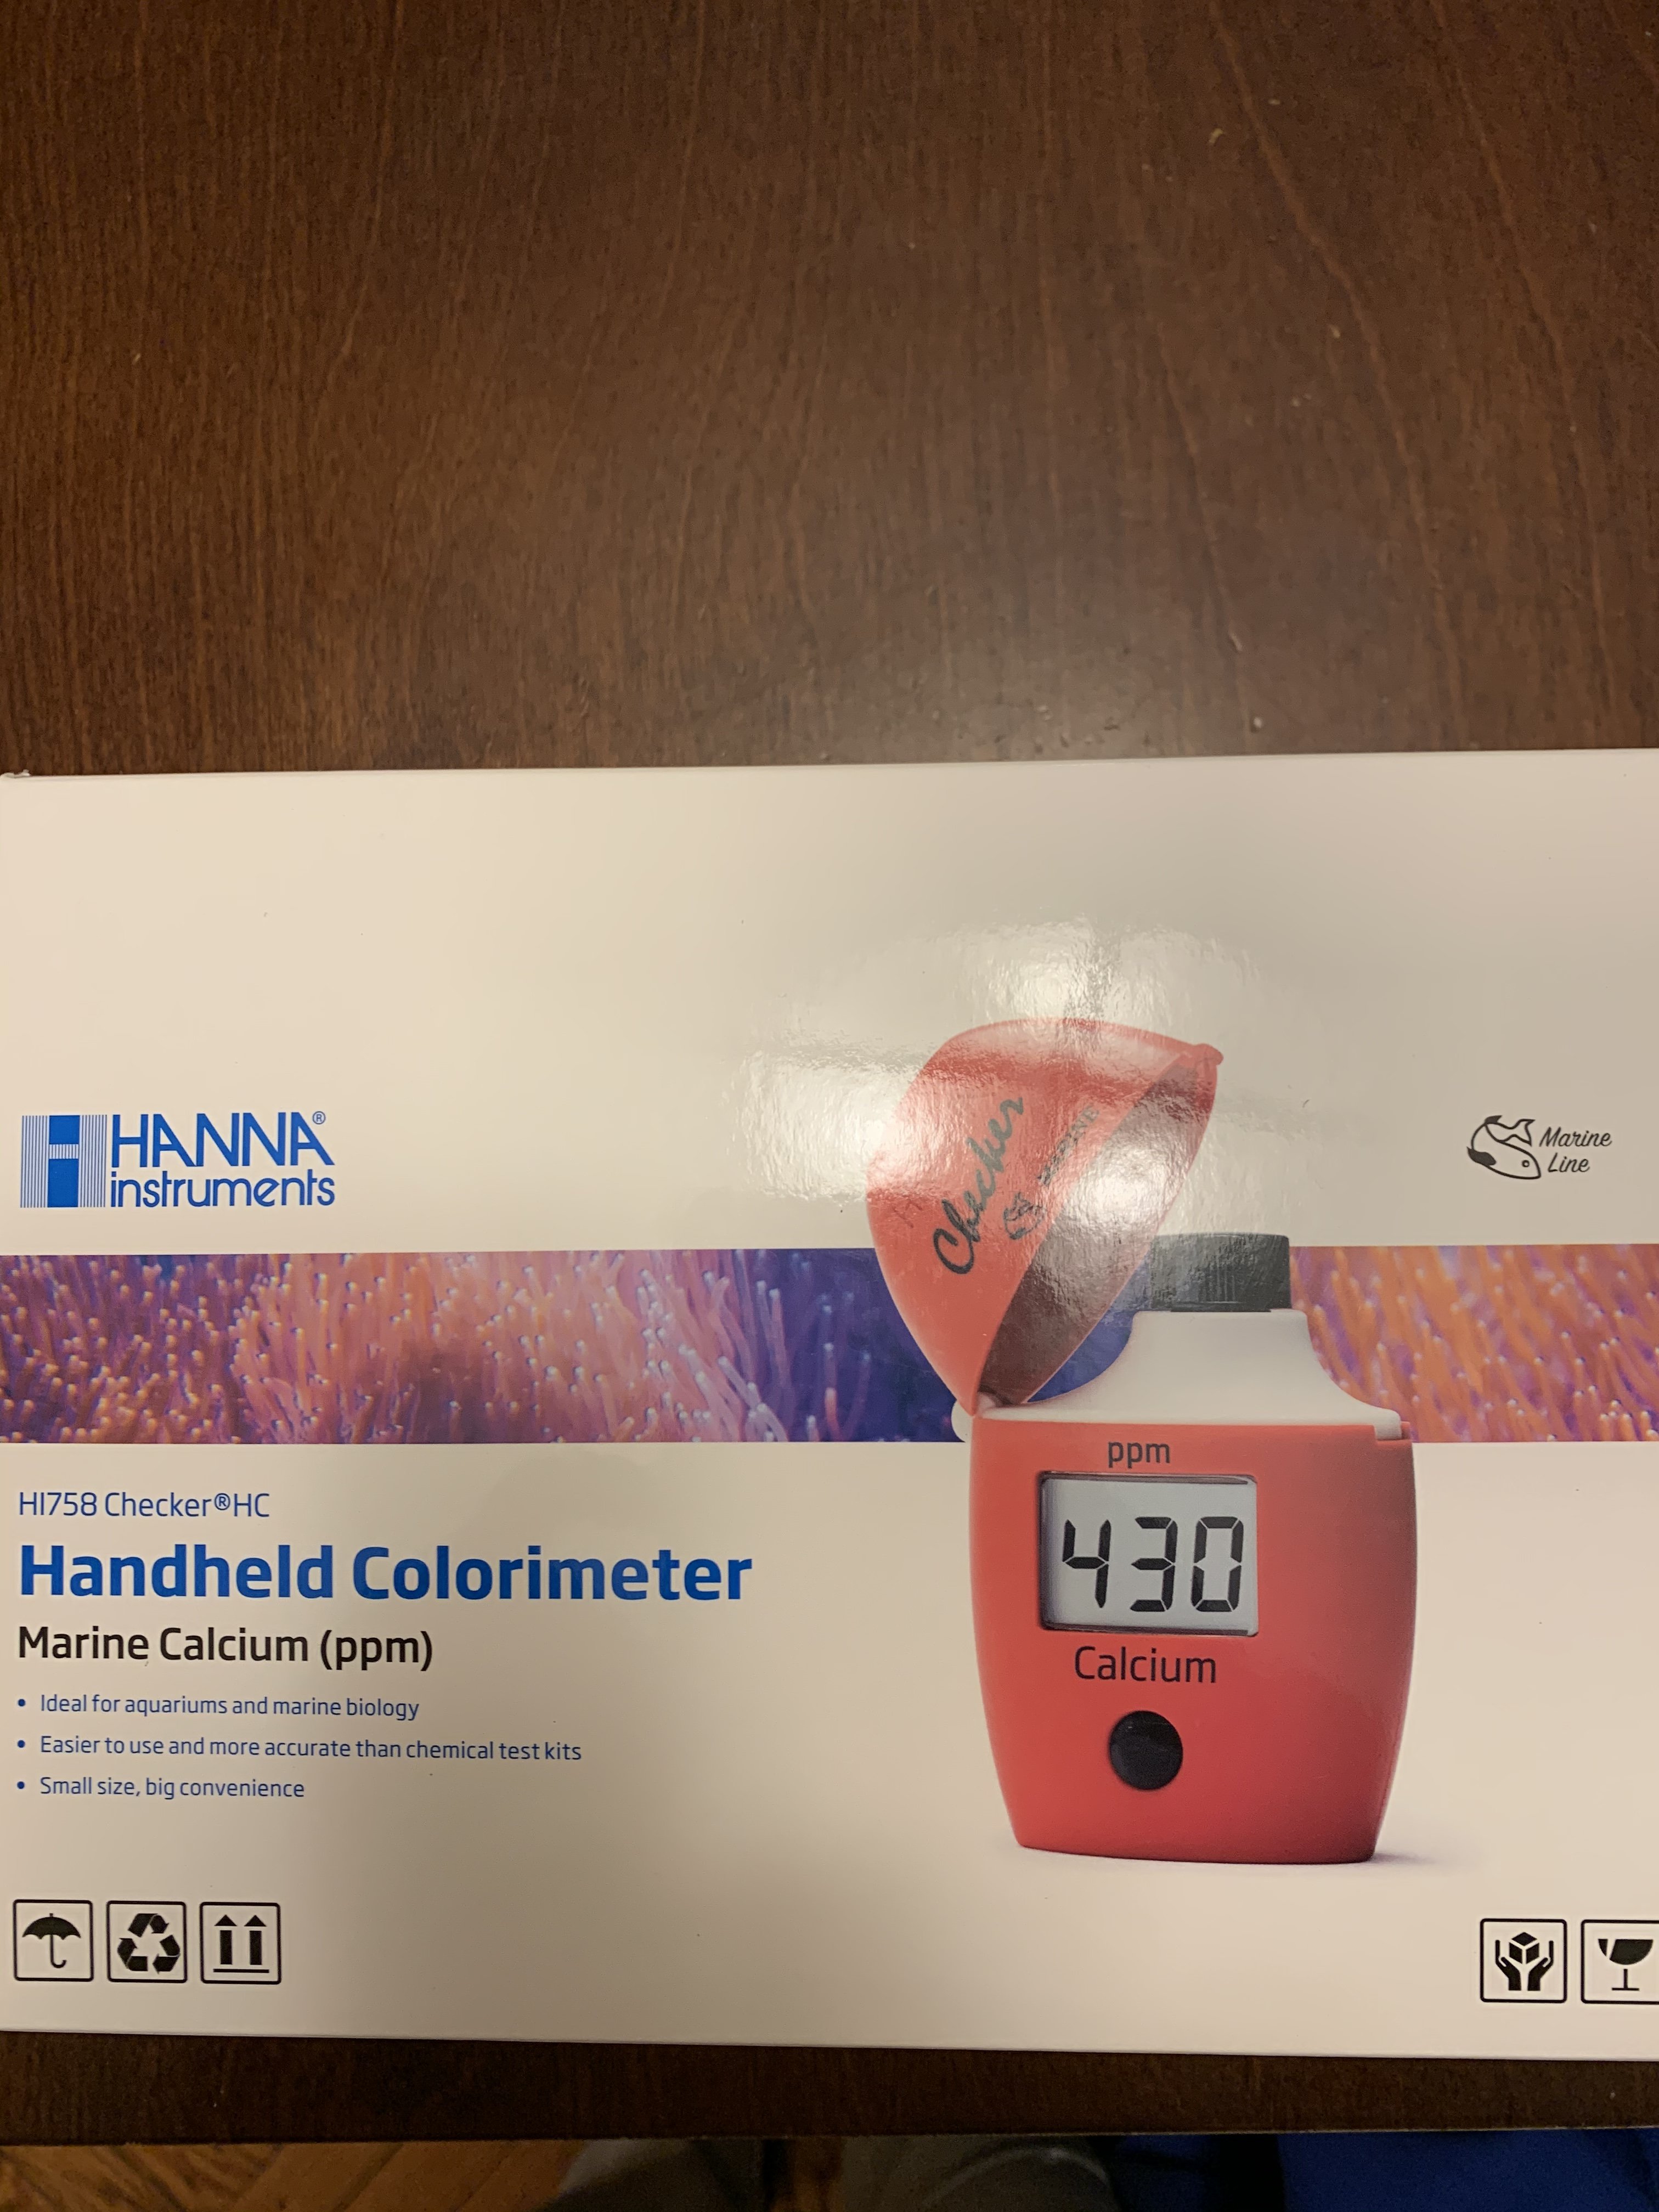 HANNA®
instruments
Checker
Marine
Line
HI758 Checker®HC
Handheld Colorimeter
Marine Calcium (ppm)
• Ideal for aquariums and marine biology
• Easier to use and more accurate than chemical test kits
• Small size, big convenience
ppm
430
Calcium